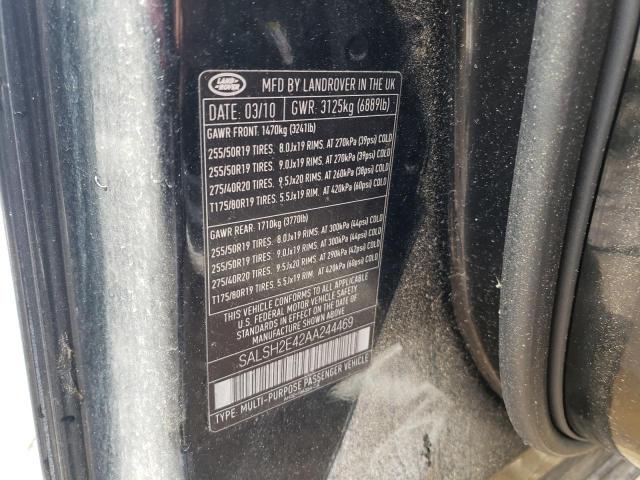 LAND ROVER
MFD BY LANDROVER IN THE UK
DATE: 03/10 GWR: 3125kg (6889lb)
GAWR FRONT: 1470kg (3241lb)
255/50R19 TIRES. 8.0Jx19 RIMS. AT 270kPa (39psi) COLD
255/50R19 TIRES. 9.0Jx19 RIMS. AT 270kPa (39psi) COLD
275/40R20 TIRES. 9.5Jx20 RIMS. AT 260kPa (38psi) COLD
T175/80R19 TIRES. 5.5Jx19 RIM. AT 420kPa (60psi) COLD
GAWR REAR: 1710kg (3770lb)
255/50R19 TIRES. 8.0Jx19 RIMS. AT 300kPa (44psi) COLD
255/50R19 TIRES. 9.0Jx19 RIMS. AT 300kPa (44psi) COLD
275/40R20 TIRES. 9.5Jx20 RIMS. AT 290kPa (42psi) COLD
T175/80R19 TIRES. 5.5Jx19 RIM. AT 420kPa (60psi) COLD
THIS VEHICLE CONFORMS TO ALL APPLICABLE
U.S. FEDERAL MOTOR VEHICLE SAFETY
STANDARDS IN EFFECT ON THE DATE OF
MANUFACTURE SHOWN ABOVE.
SALSH2E42AA244469
TYPE: MULTI-PURPOSE PASSENGER VEHICLE